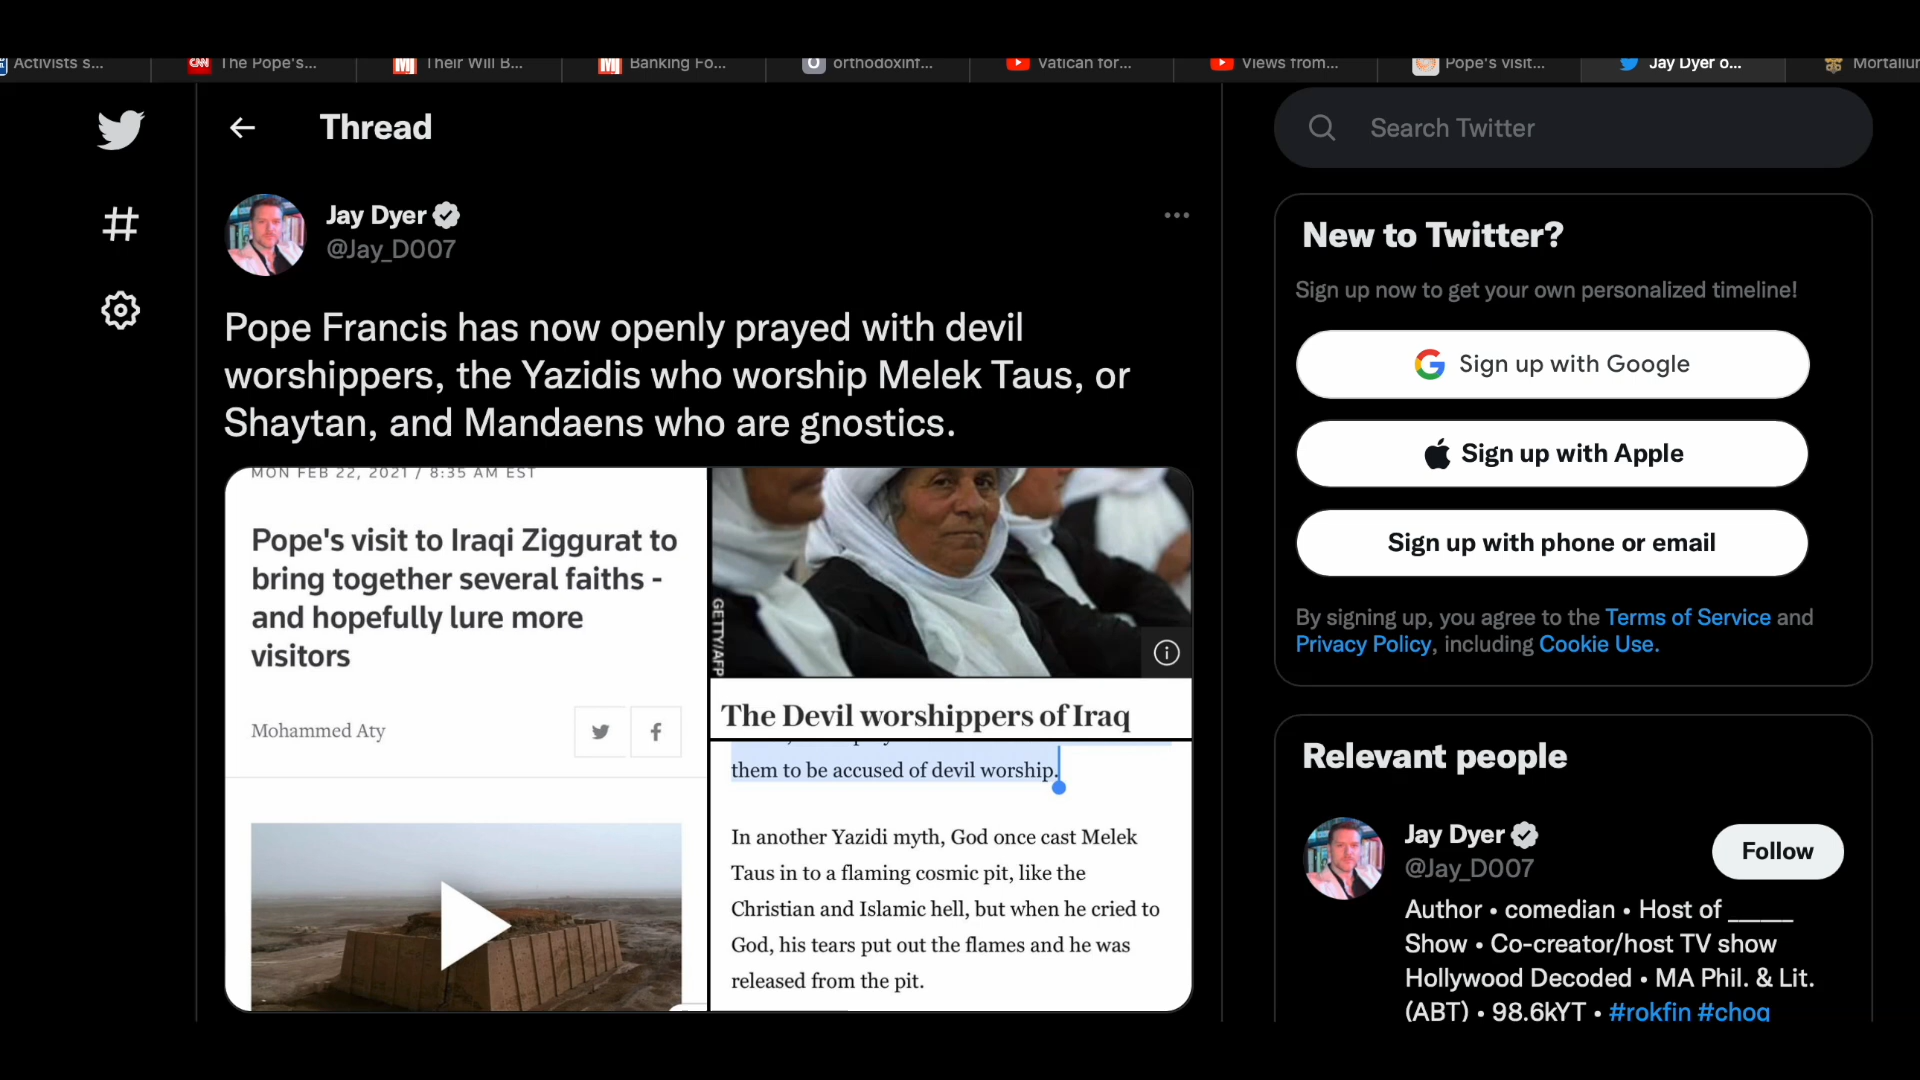 Activists s...
CNN The Pope's...
Their Will B...
Banking Fo...
orthodoxinf...
Vatican for...
Views from...
Pope's visit...
Jay Dyer o...
Mortaliur
Thread
Search Twitter
Jay Dyer
@Jay_D007
Pope Francis has now openly prayed with devil
worshippers, the Yazidis who worship Melek Taus, or
Shaytan, and Mandaens who are gnostics.
MON FEB 22, 2021 / 8:35 AM EST
Pope's visit to Iraqi Ziggurat to
bring together several faiths -
and hopefully lure more
visitors
Mohammed Aty
GETTY/AFP
The Devil worshippers of Iraq
them to be accused of devil worship.
In another Yazidi myth, God once cast Melek
Taus in to a flaming cosmic pit, like the
Christian and Islamic hell, but when he cried to
God, his tears put out the flames and he was
released from the pit.
New to Twitter?
Sign up now to get your own personalized timeline!
Sign up with Google
Sign up with Apple
Sign up with phone or email
By signing up, you agree to the Terms of Service and
Privacy Policy, including Cookie Use.
Relevant people
Jay Dyer
@Jay_D007
Follow
Author • comedian • Host of ______
Show • Co-creator/host TV show
Hollywood Decoded • MA Phil. & Lit.
(ABT) • 98.6kYT • #rokfin #choq